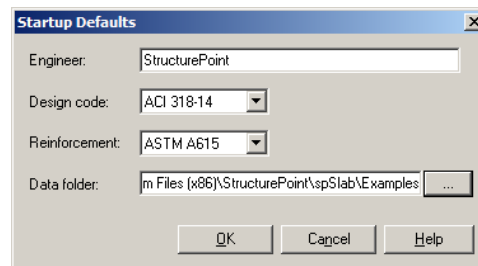 Startup Defaults
Engineer: StructurePoint
Design code: ACI 318-14
Reinforcement: ASTM A615
Data folder: m Files (x86)\StructurePoint\spSlab\Examples ...
OK Cancel Help